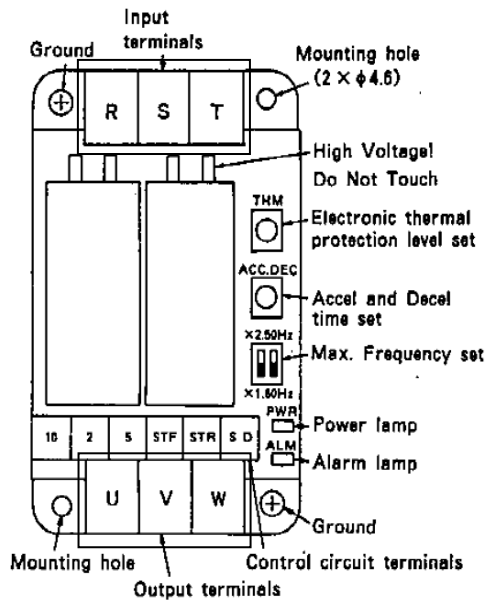 Input
terminals
Ground
Mounting hole
(2 × ϕ4.6)
R S T
High Voltage!
Do Not Touch
THM
Electronic thermal
protection level set
ACC.DEC
Accel and Decel
time set
×2.50Hz
Max. Frequency set
×1.60Hz
PWR
Power lamp
10 2 5 STF STR S D
ALM
Alarm lamp
U V W
Ground
Mounting hole
Control circuit terminals
Output terminals